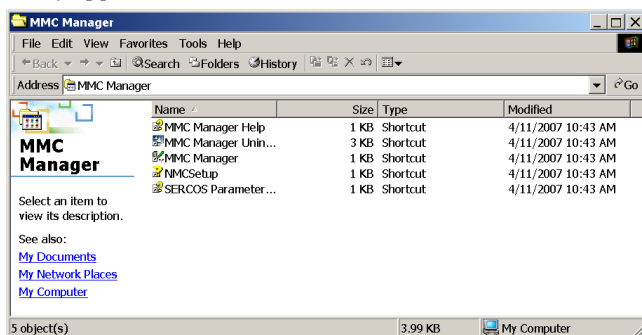 MMC Manager
File Edit View Favorites Tools Help
Back Search Folders History
Address MMC Manager Go
Name Size Type Modified
MMC Manager Help 1 KB Shortcut 4/11/2007 10:43 AM
MMC Manager Unin... 3 KB Shortcut 4/11/2007 10:43 AM
MMC Manager 1 KB Shortcut 4/11/2007 10:43 AM
NMCSetup 1 KB Shortcut 4/11/2007 10:43 AM
SERCOS Parameter... 1 KB Shortcut 4/11/2007 10:43 AM
MMC
Manager
Select an item to
view its description.
See also:
My Documents
My Network Places
My Computer
5 object(s) 3.99 KB My Computer